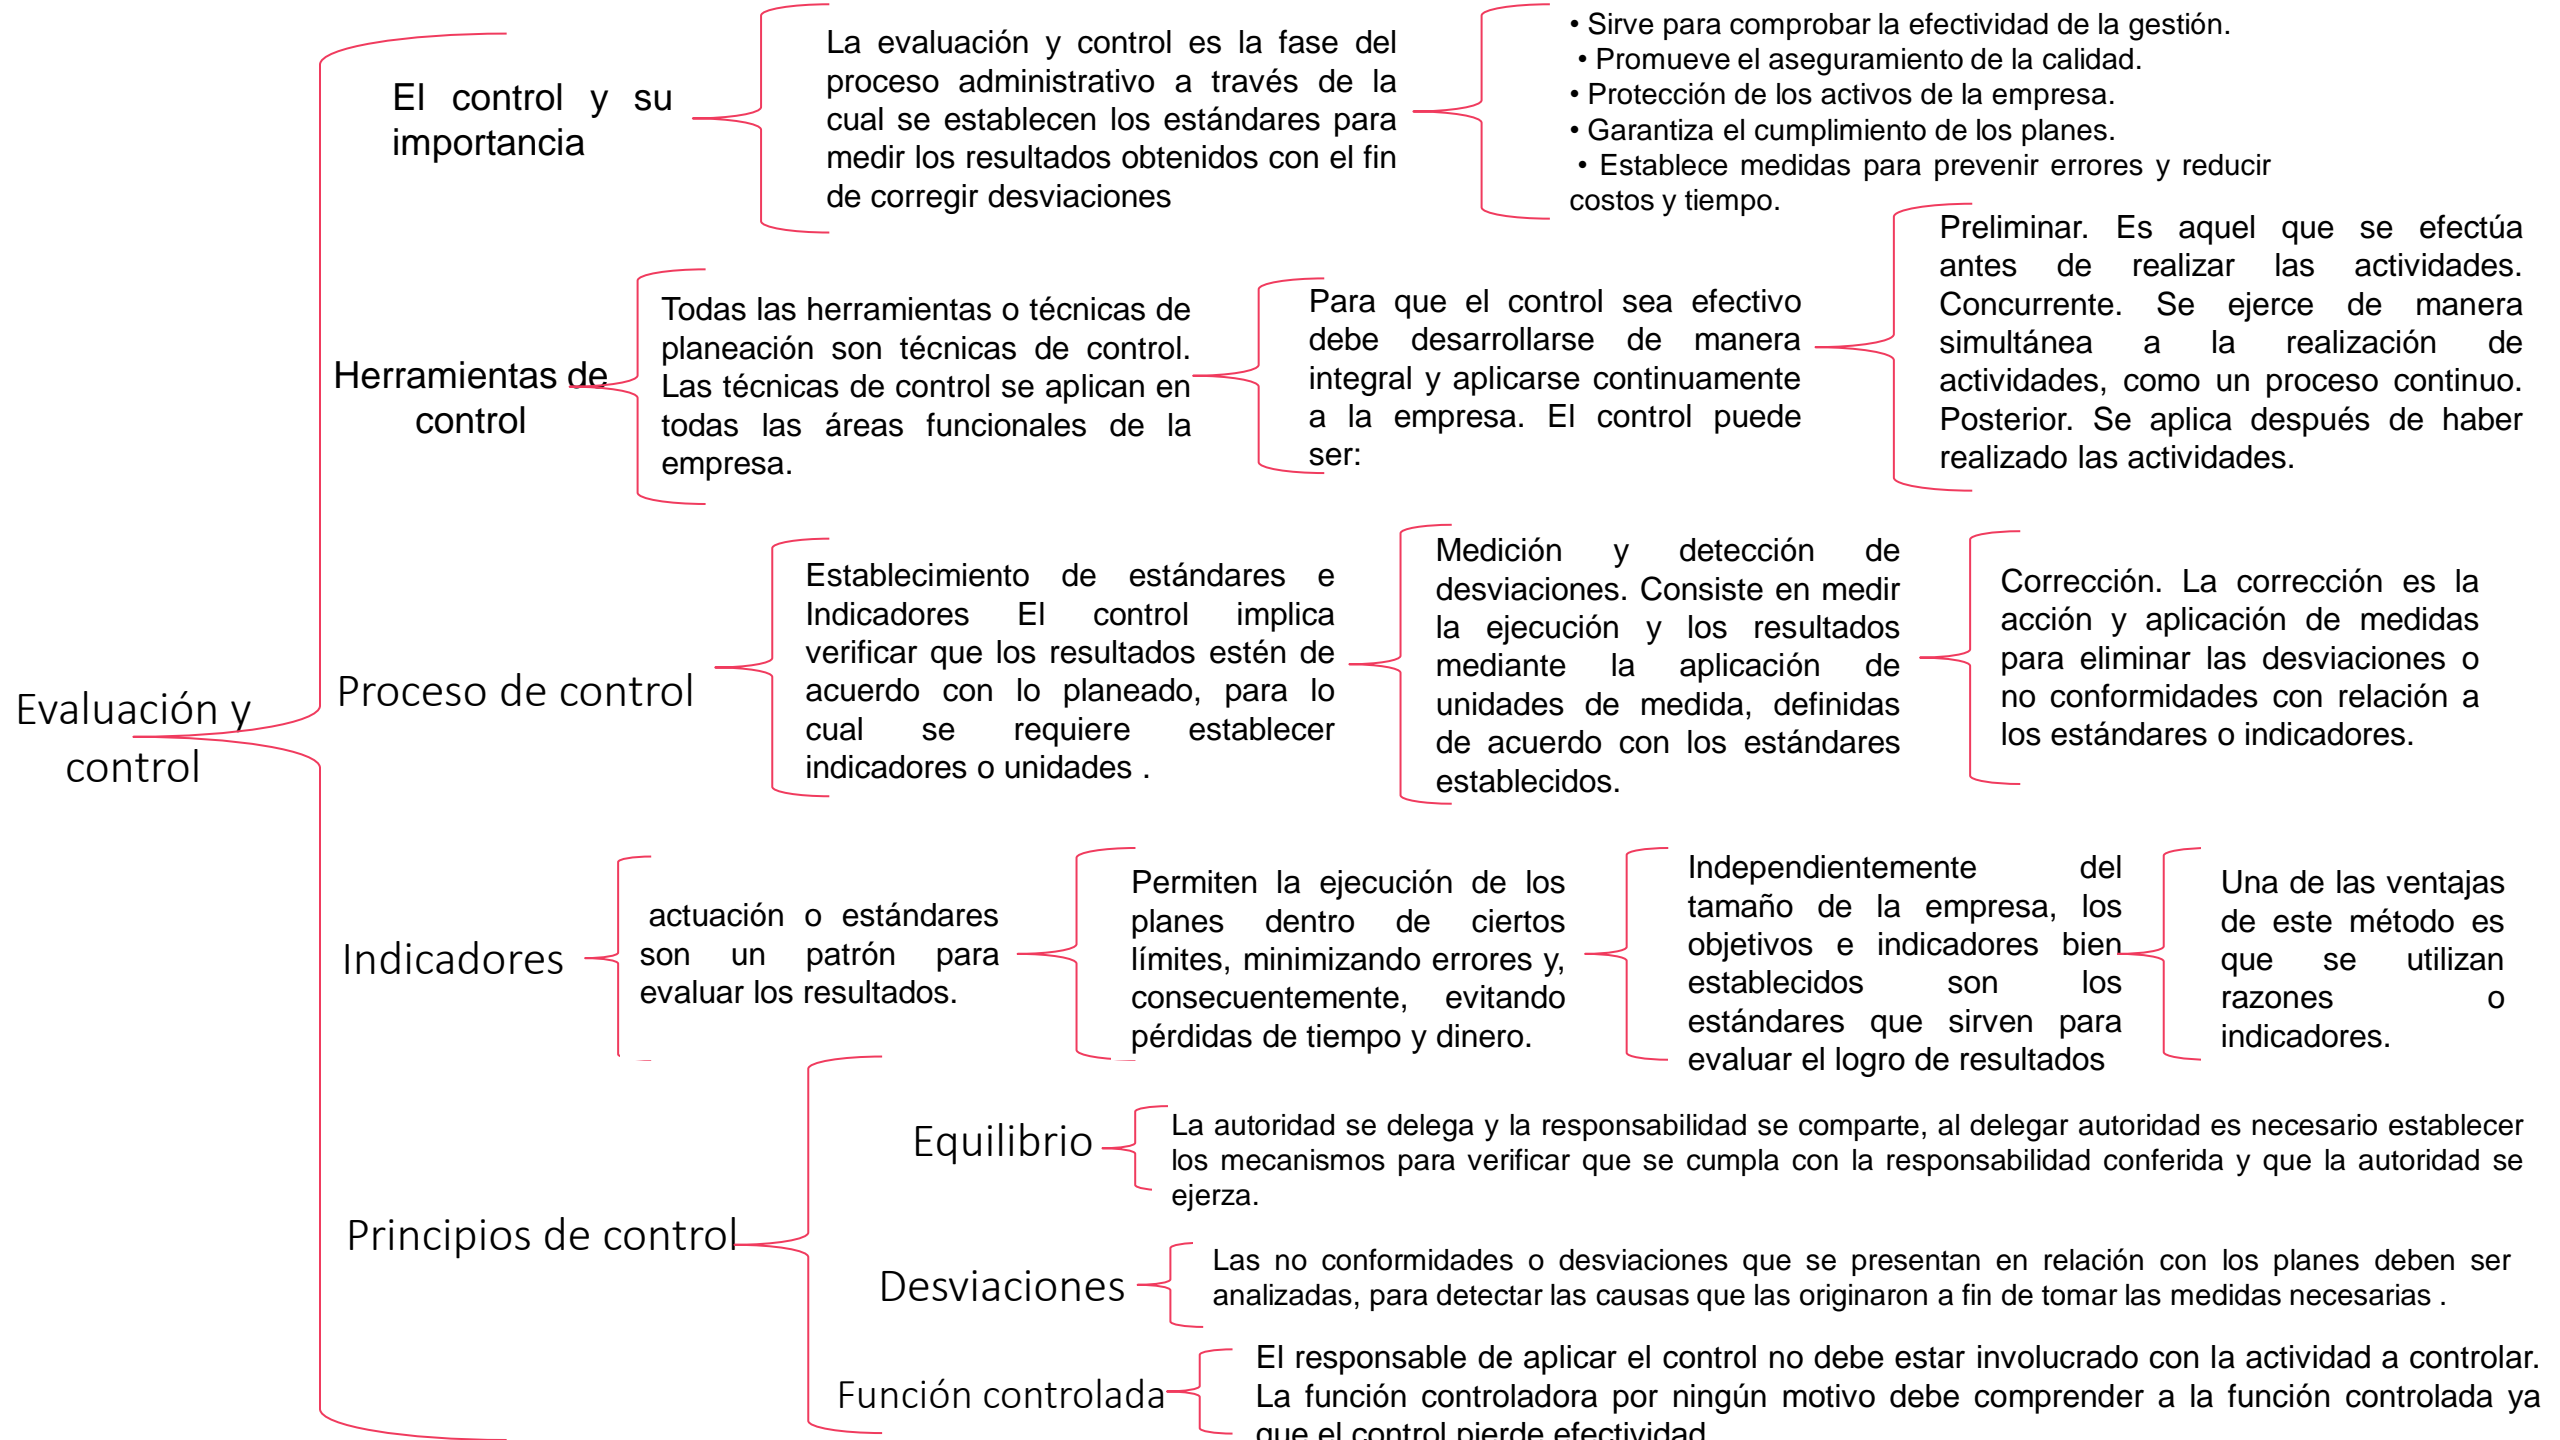 Evaluación y
control
El control y su
importancia
La evaluación y control es la fase del
proceso administrativo a través de la
cual se establecen los estándares para
medir los resultados obtenidos con el fin
de corregir desviaciones
• Sirve para comprobar la efectividad de la gestión.
• Promueve el aseguramiento de la calidad.
• Protección de los activos de la empresa.
• Garantiza el cumplimiento de los planes.
• Establece medidas para prevenir errores y reducir
costos y tiempo.
Herramientas de
control
Todas las herramientas o técnicas de
planeación son técnicas de control.
Las técnicas de control se aplican en
todas las áreas funcionales de la
empresa.
Para que el control sea efectivo
debe desarrollarse de manera
integral y aplicarse continuamente
a la empresa. El control puede
ser:
Preliminar. Es aquel que se efectúa
antes de realizar las actividades.
Concurrente. Se ejerce de manera
simultánea a la realización de
actividades, como un proceso continuo.
Posterior. Se aplica después de haber
realizado las actividades.
Proceso de control
Establecimiento de estándares e
Indicadores El control implica
verificar que los resultados estén de
acuerdo con lo planeado, para lo
cual se requiere establecer
indicadores o unidades .
Medición y detección de
desviaciones. Consiste en medir
la ejecución y los resultados
mediante la aplicación de
unidades de medida, definidas
de acuerdo con los estándares
establecidos.
Corrección. La corrección es la
acción y aplicación de medidas
para eliminar las desviaciones o
no conformidades con relación a
los estándares o indicadores.
Indicadores
actuación o estándares
son un patrón para
evaluar los resultados.
Permiten la ejecución de los
planes dentro de ciertos
límites, minimizando errores y,
consecuentemente, evitando
pérdidas de tiempo y dinero.
Independientemente del
tamaño de la empresa, los
objetivos e indicadores bien
establecidos son los
estándares que sirven para
evaluar el logro de resultados
Una de las ventajas
de este método es
que se utilizan
razones o
indicadores.
Principios de control
Equilibrio
La autoridad se delega y la responsabilidad se comparte, al delegar autoridad es necesario establecer
los mecanismos para verificar que se cumpla con la responsabilidad conferida y que la autoridad se
ejerza.
Desviaciones
Las no conformidades o desviaciones que se presentan en relación con los planes deben ser
analizadas, para detectar las causas que las originaron a fin de tomar las medidas necesarias .
Función controlada
El responsable de aplicar el control no debe estar involucrado con la actividad a controlar.
La función controladora por ningún motivo debe comprender a la función controlada ya
que el control pierde efectividad